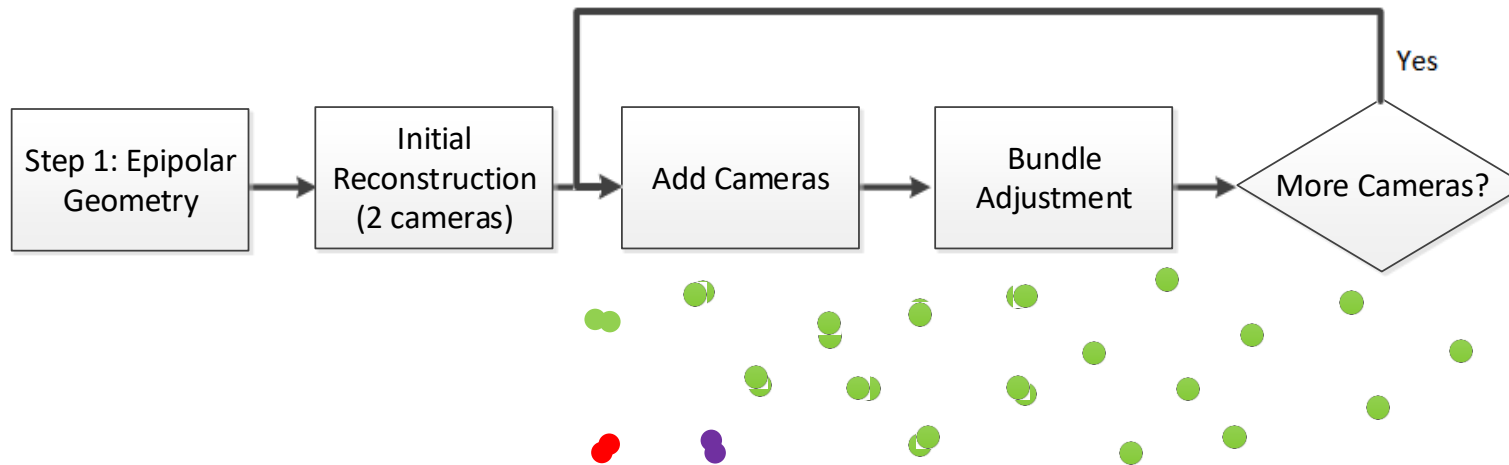 Yes
Step 1: Epipolar
Geometry
Initial
Reconstruction
(2 cameras)
Add Cameras
Bundle
Adjustment
More Cameras?